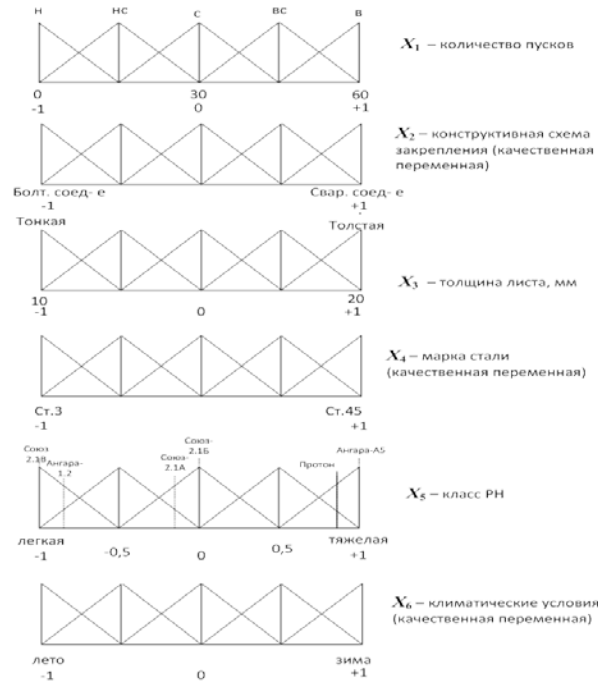 н нс с вс в
0 30 60
-1 0 +1
X₁ – количество пусков
Болт. соед- е Свар. соед- е
-1 +1
X₂ – конструктивная схема
закрепления (качественная
переменная)
Тонкая Толстая
10 20
-1 0 +1
X₃ – толщина листа, мм
Ст.3 Ст.45
-1 +1
X₄ – марка стали
(качественная переменная)
Союз
2.1В
Ангара-
1.2
Союз-
2.1А
Союз-
2.1Б
Протон
Ангара-А5
легкая тяжелая
-1 -0,5 0 0,5 +1
X₅ – класс РН
лето зима
-1 0 +1
X₆ – климатические условия
(качественная переменная)